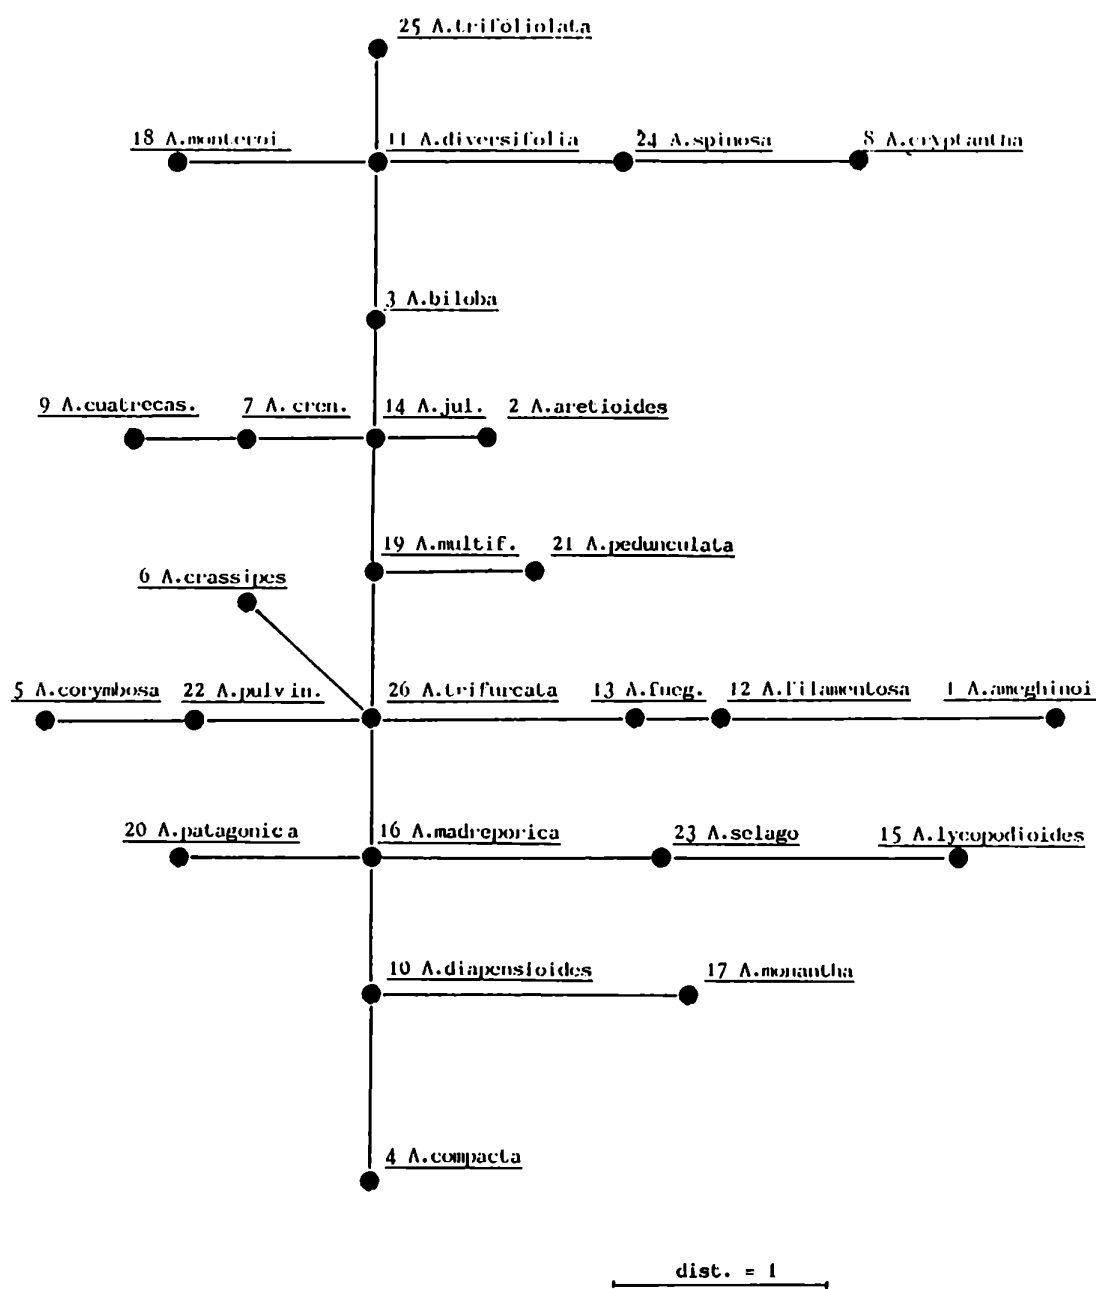 25 A.trifoliolata
18 A.monteroi
11 A.diversifolia
24 A.spinosa
8 A.cryptantha
3 A.biloba
9 A.cuatrecas.
7 A.cren.
14 A.jul.
2 A.aretioides
19 A.multif.
21 A.pedunculata
6 A.crassipes
5 A.corymbosa
22 A.pulvin.
26 A.trifurcata
13 A.fueg.
12 A.filamentosa
1 A.ameghinoi
20 A.patagonica
16 A.madreporica
23 A.selago
15 A.lycopodioides
10 A.diapensioides
17 A.monantha
4 A.compacta
dist. = 1